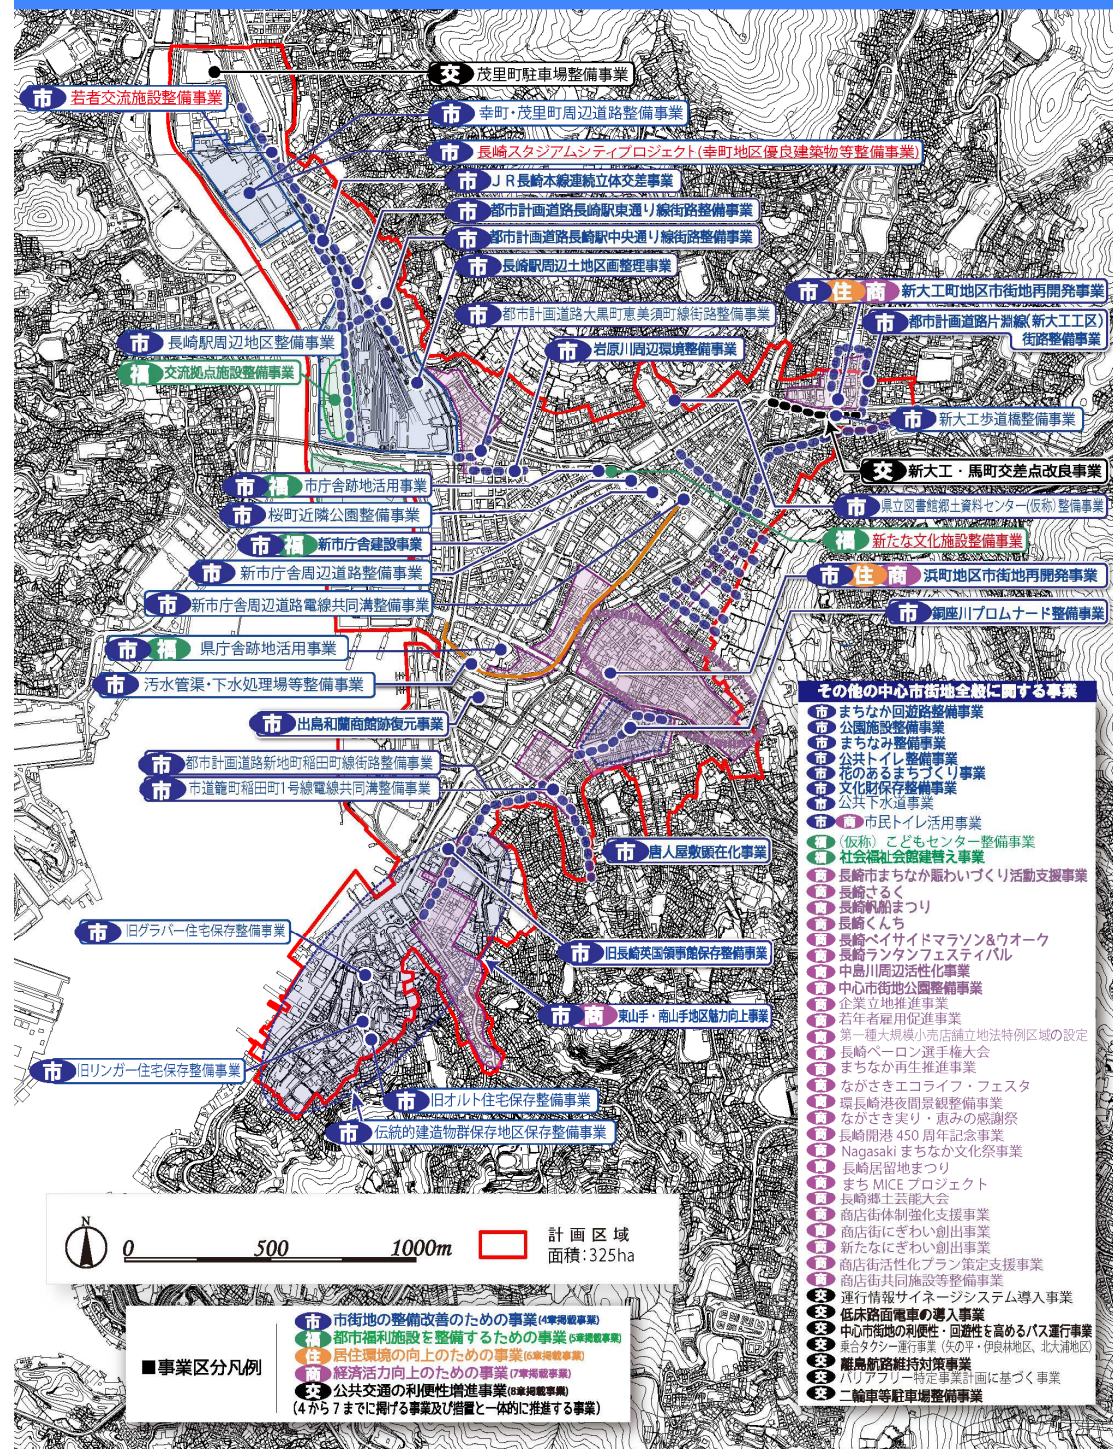 交 茂里町駐車場整備事業
市 若者交流施設整備事業
市 幸町・茂里町周辺道路整備事業
市 長崎スタジアムシティプロジェクト(幸町地区優良建築物等整備事業)
市 JR長崎本線連続立体交差事業
市 都市計画道路長崎駅東通り線街路整備事業
市 都市計画道路長崎駅中央通り線街路整備事業
市 長崎駅周辺土地区画整理事業
市 住 商 新大工町地区市街地再開発事業
市 都市計画道路大黒町恵美須町線街路整備事業
市 都市計画道路片淵線(新大工工区)
街路整備事業
市 長崎駅周辺地区整備事業
市 岩原川周辺環境整備事業
福 交流拠点施設整備事業
市 新大工歩道橋整備事業
交 新大工・馬町交差点改良事業
市 福 市庁舎跡地活用事業
市 県立図書館郷土資料センター(仮称)整備事業
市 桜町近隣公園整備事業
福 新たな文化施設整備事業
市 福 新市庁舎建設事業
市 新市庁舎周辺道路整備事業
市 住 商 浜町地区市街地再開発事業
市 新市庁舎周辺道路電線共同溝整備事業
市 銅座川プロムナード整備事業
市 福 県庁舎跡地活用事業
市 汚水管渠・下水処理場等整備事業
市 出島和蘭商館跡復元事業
市 都市計画道路新地町稲田町線街路整備事業
市 市道籠町稲田町1号線電線共同溝整備事業
市 唐人屋敷顕在化事業
市 旧グラバー住宅保存整備事業
市 旧長崎英国領事館保存整備事業
市 商 東山手・南山手地区魅力向上事業
市 旧リンガー住宅保存整備事業
市 旧オルト住宅保存整備事業
市 伝統的建造物群保存地区保存整備事業
その他の中心市街地全般に関する事業
市 まちなか回遊路整備事業
市 公園施設整備事業
市 まちなみ整備事業
市 公共トイレ整備事業
市 花のあるまちづくり事業
市 文化財保存整備事業
市 公共下水道事業
市 商 市民トイレ活用事業
福 (仮称)こどもセンター整備事業
福 社会福祉会館建替え事業
商 長崎市まちなか賑わいづくり活動支援事業
商 長崎さるく
商 長崎帆船まつり
商 長崎くんち
商 長崎ベイサイドマラソン&ウオーク
商 長崎ランタンフェスティバル
商 中島川周辺活性化事業
商 中心市街地公園整備事業
商 企業立地推進事業
商 若年者雇用促進事業
商 第一種大規模小売店舗立地法特例区域の設定
商 長崎ペーロン選手権大会
商 まちなか再生推進事業
商 ながさきエコライフ・フェスタ
商 環長崎港夜間景観整備事業
商 ながさき実り・恵みの感謝祭
商 長崎開港450周年記念事業
商 Nagasakiまちなか文化祭事業
商 長崎居留地まつり
商 まちMICEプロジェクト
商 長崎郷土芸能大会
商 商店街体制強化支援事業
商 商店街にぎわい創出事業
商 新たなにぎわい創出事業
商 商店街活性化プラン策定支援事業
商 商店街共同施設等整備事業
交 運行情報サイネージシステム導入事業
交 低床路面電車の導入事業
交 中心市街地の利便性・回遊性を高めるバス運行事業
交 乗合タクシー運行事業(矢の平・伊良林地区、北大浦地区)
交 離島航路維持対策事業
交 バリアフリー特定事業計画に基づく事業
交 二輪車等駐車場整備事業
N
0 500 1000m
計画区域
面積:325ha
■事業区分凡例
市 市街地の整備改善のための事業(4章掲載事業)
福 都市福利施設を整備するための事業(5章掲載事業)
住 居住環境の向上のための事業(6章掲載事業)
商 経済活力向上のための事業(7章掲載事業)
交 公共交通の利便性増進事業(8章掲載事業)
(4から7までに掲げる事業及び措置と一体的に推進する事業)